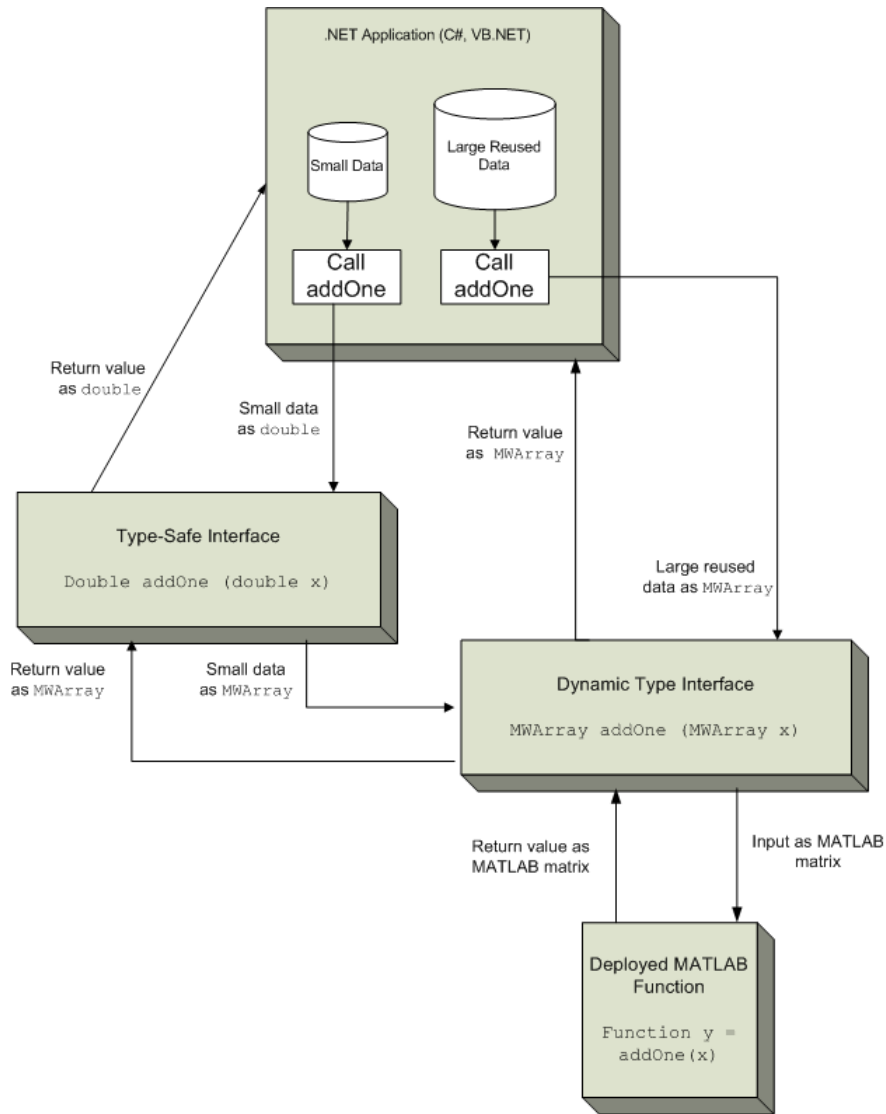 .NET Application (C#, VB.NET)
Small Data
Large Reused
Data
Call
addOne
Call
addOne
Return value
as double
Small data
as double
Return value
as MWArray
Type-Safe Interface
Double addOne (double x)
Large reused
data as MWArray
Return value
as MWArray
Small data
as MWArray
Dynamic Type Interface
MWArray addOne (MWArray x)
Return value as
MATLAB matrix
Input as MATLAB
matrix
Deployed MATLAB
Function
Function y =
addOne(x)